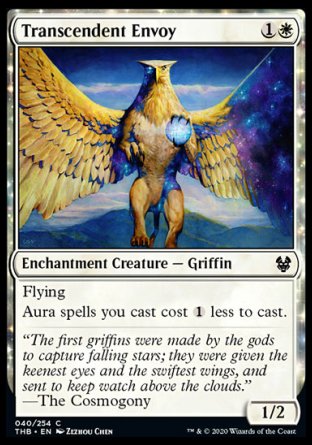 Transcendent Envoy 1
Enchantment Creature — Griffin
Flying
Aura spells you cast cost 1 less to cast.
“The first griffins were made by the gods
to capture falling stars; they were given the
keenest eyes and the swiftest wings, and
sent to keep watch above the clouds.”
—The Cosmogony
1/2
040/254 C
THB • EN Zezhou Chen ™ & © 2020 Wizards of the Coast